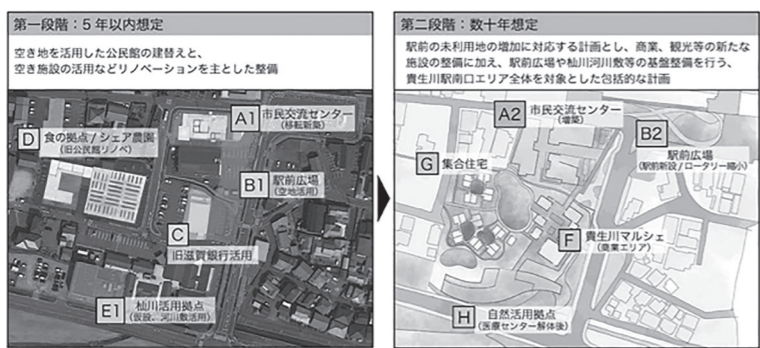 第一段階：5年以内想定
空き地を活用した公民館の建替えと、
空き施設の活用などリノベーションを主とした整備
A1 市民交流センター
(移転新築)
D 食の拠点/シェア農園
(旧公民館リノベ)
B1 駅前広場
(空地活用)
C
旧滋賀銀行活用
E1 杣川活用拠点
(仮設、河川敷活用)
第二段階：数十年想定
駅前の未利用地の増加に対応する計画とし、商業、観光等の新たな
施設の整備に加え、駅前広場や杣川河川敷等の基盤整備を行う、
貴生川駅南口エリア全体を対象とした包括的な計画
A2 市民交流センター
(増築)
B2
駅前広場
(駅前新設/ロータリー縮小)
G 集合住宅
F 貴生川マルシェ
(商業エリア)
H 自然活用拠点
(医療センター解体後)